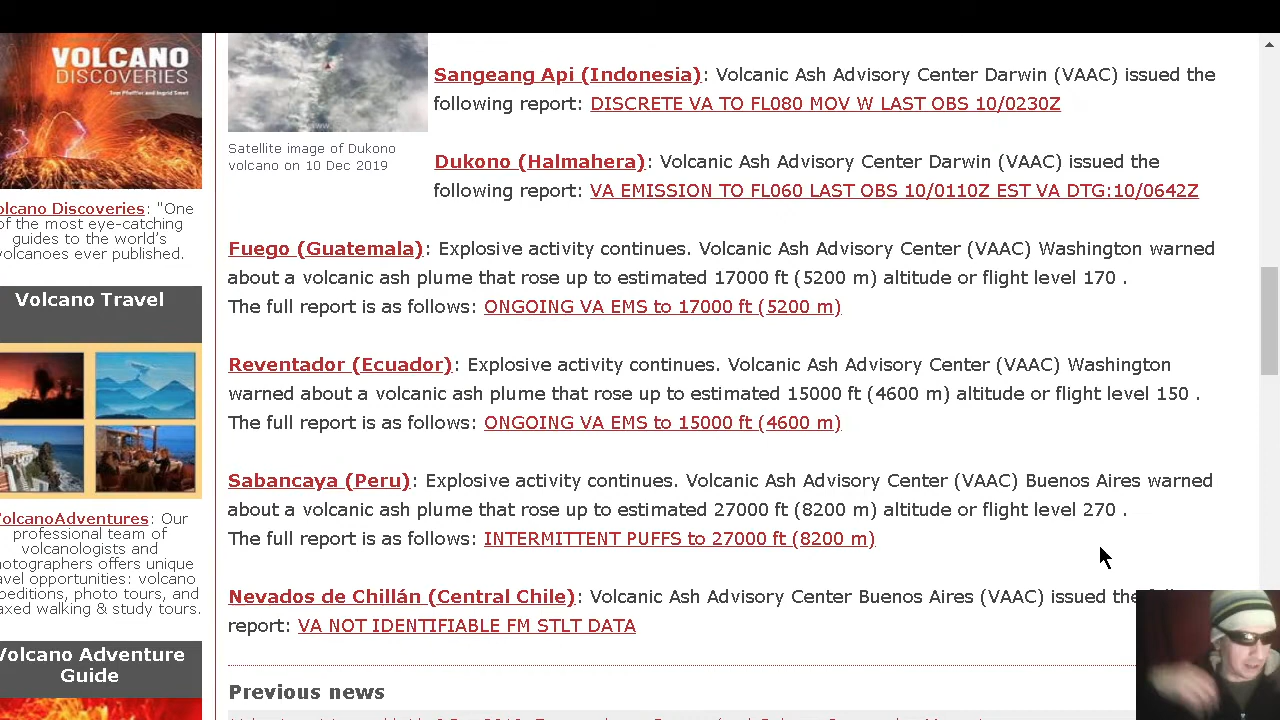 VOLCANO
DISCOVERIES
Tom Pfeiffer and Ingrid Smet
olcano Discoveries: "One
of the most eye-catching
guides to the world's
volcanoes ever published.
Volcano Travel
VolcanoAdventures: Our
professional team of
volcanologists and
hotographers offers unique
avel opportunities: volcano
peditions, photo tours, and
axed walking & study tours.
Volcano Adventure
Guide
Satellite image of Dukono
volcano on 10 Dec 2019
Sangeang Api (Indonesia): Volcanic Ash Advisory Center Darwin (VAAC) issued the
following report: DISCRETE VA TO FL080 MOV W LAST OBS 10/0230Z
Dukono (Halmahera): Volcanic Ash Advisory Center Darwin (VAAC) issued the
following report: VA EMISSION TO FL060 LAST OBS 10/0110Z EST VA DTG:10/0642Z
Fuego (Guatemala): Explosive activity continues. Volcanic Ash Advisory Center (VAAC) Washington warned
about a volcanic ash plume that rose up to estimated 17000 ft (5200 m) altitude or flight level 170 .
The full report is as follows: ONGOING VA EMS to 17000 ft (5200 m)
Reventador (Ecuador): Explosive activity continues. Volcanic Ash Advisory Center (VAAC) Washington
warned about a volcanic ash plume that rose up to estimated 15000 ft (4600 m) altitude or flight level 150 .
The full report is as follows: ONGOING VA EMS to 15000 ft (4600 m)
Sabancaya (Peru): Explosive activity continues. Volcanic Ash Advisory Center (VAAC) Buenos Aires warned
about a volcanic ash plume that rose up to estimated 27000 ft (8200 m) altitude or flight level 270 .
The full report is as follows: INTERMITTENT PUFFS to 27000 ft (8200 m)
Nevados de Chillán (Central Chile): Volcanic Ash Advisory Center Buenos Aires (VAAC) issued the
report: VA NOT IDENTIFIABLE FM STLT DATA
Previous news